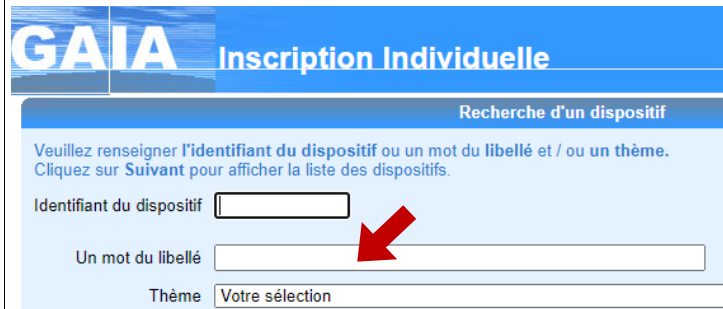 GAIA Inscription Individuelle
Recherche d'un dispositif
Veuillez renseigner l'identifiant du dispositif ou un mot du libellé et / ou un thème.
Cliquez sur Suivant pour afficher la liste des dispositifs.
Identifiant du dispositif
Un mot du libellé
Thème Votre sélection